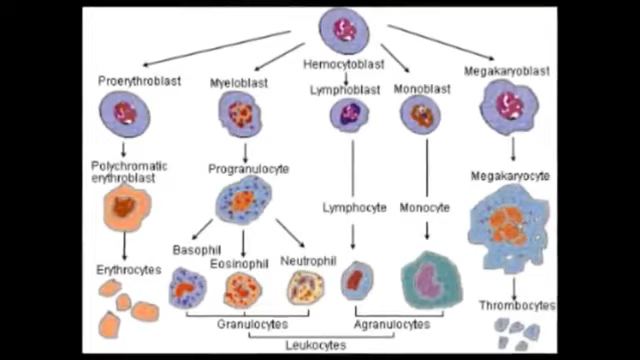 Hemocytoblast
Proerythroblast
Myeloblast
Lymphoblast
Monoblast
Megakaryoblast
Polychromatic
erythroblast
Progranulocyte
Megakaryocyte
Lymphocyte
Monocyte
Basophil
Eosinophil
Neutrophil
Erythrocytes
Thrombocytes
Granulocytes
Agranulocytes
Leukocytes